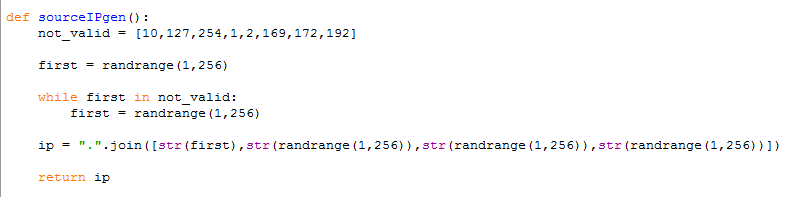 def sourceIPgen():
    not_valid = [10,127,254,1,2,169,172,192]
    first = randrange(1,256)
    while first in not_valid:
        first = randrange(1,256)
    ip = ".".join([str(first),str(randrange(1,256)),str(randrange(1,256)),str(randrange(1,256))])
    return ip